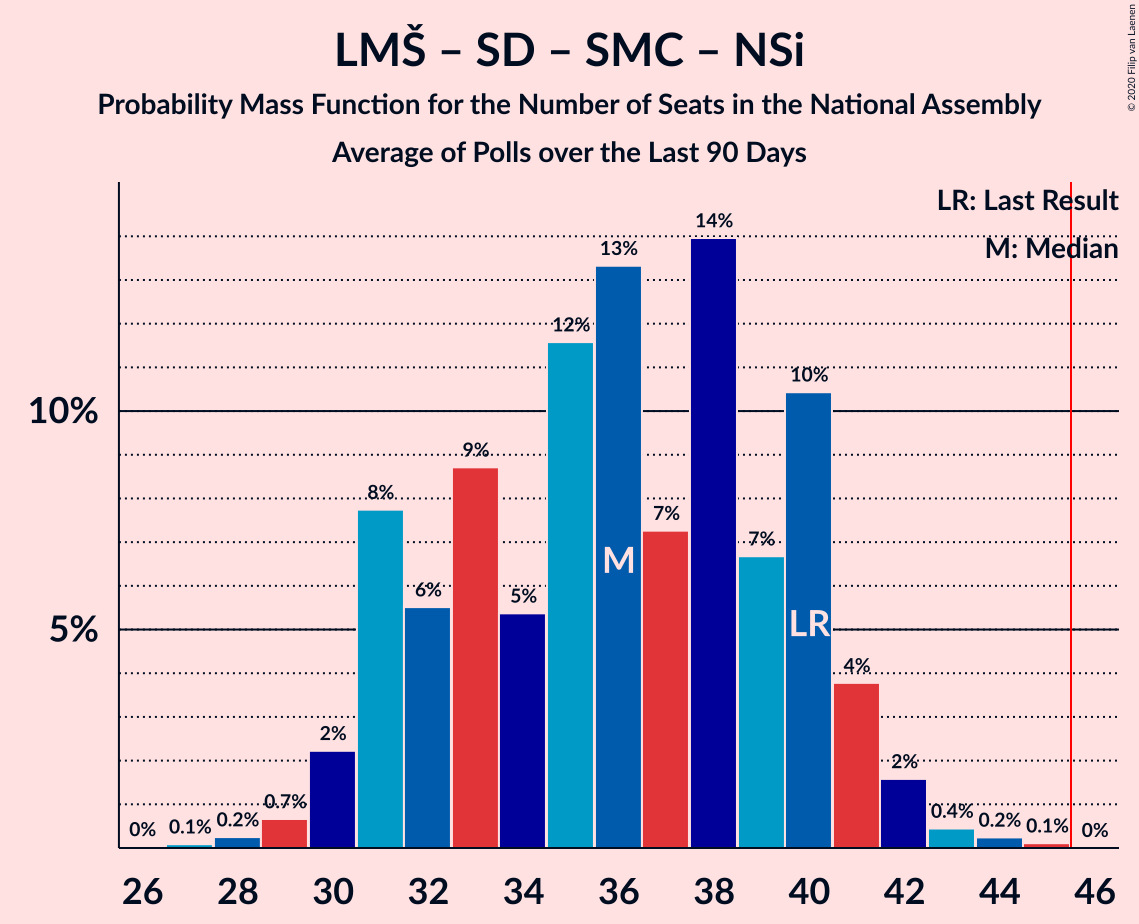 LMŠ – SD – SMC – NSi
Probability Mass Function for the Number of Seats in the National Assembly
Average of Polls over the Last 90 Days
© 2020 Filip van Laenen
LR: Last Result
M: Median
10%
5%
0%
0.1%
0.2%
0.7%
2%
8%
6%
9%
5%
12%
13%
7%
14%
7%
10%
4%
2%
0.4%
0.2%
0.1%
0%
M
LR
26 28 30 32 34 36 38 40 42 44 46